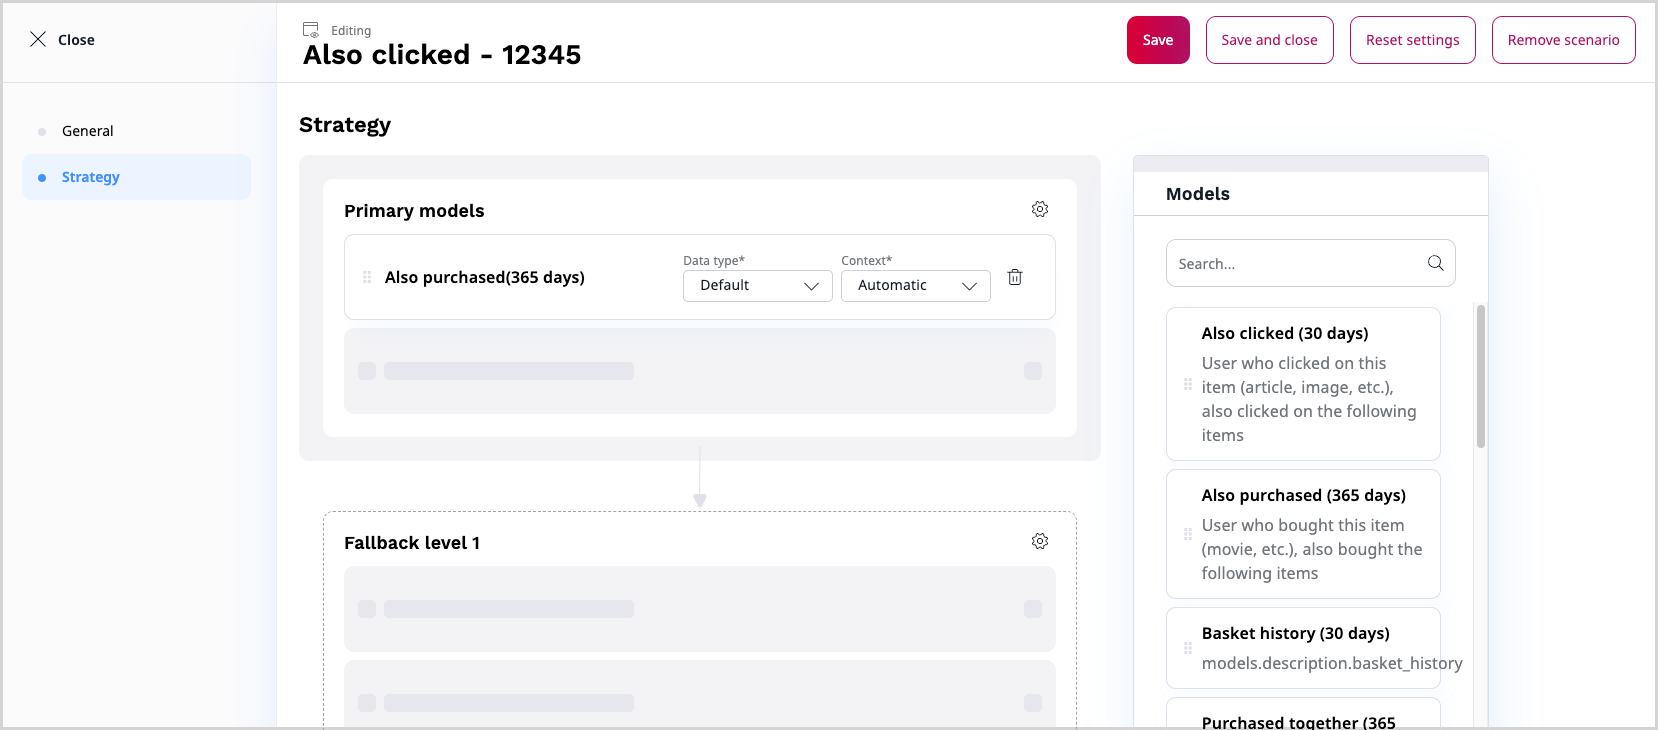 Close
Editing
Also clicked - 12345
Save
Save and close
Reset settings
Remove scenario
General
Strategy
Strategy
Primary models
Also purchased(365 days)
Data type*
Default
Context*
Automatic
Fallback level 1
Models
Search...
Also clicked (30 days)
User who clicked on this
item (article, image, etc.),
also clicked on the following
items
Also purchased (365 days)
User who bought this item
(movie, etc.), also bought the
following items
Basket history (30 days)
models.description.basket_history
Purchased together (365